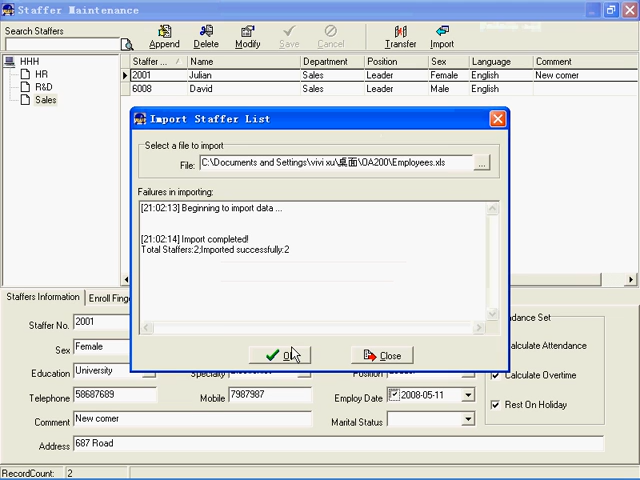 Staffer Maintenance
Search Staffers
Append Delete Modify Save Cancel Transfer Import
HHH
HR
R&D
Sales
Staffer ... Name Department Position Sex Language Comment
2001 Julian Sales Leader Female English New comer
6008 David Sales Leader Male English
Import Staffer List
Select a file to import
File: C:\Documents and Settings\vivi xu\桌面\OA200\Employees.xls ...
Failures in importing:
[21:02:13] Beginning to import data ...
[21:02:14] Import completed!
Total Staffers:2;Imported successfully:2
Close
Staffers Information Enroll Fing
Staffer No. 2001
Sex Female
Education University
Telephone 58687689 Mobile 7987987 Employ Date 2008-05-11
Comment New comer Marital Status
Address 687 Road
Calculate Attendance
Calculate Overtime
Rest On Holiday
RecordCount: 2